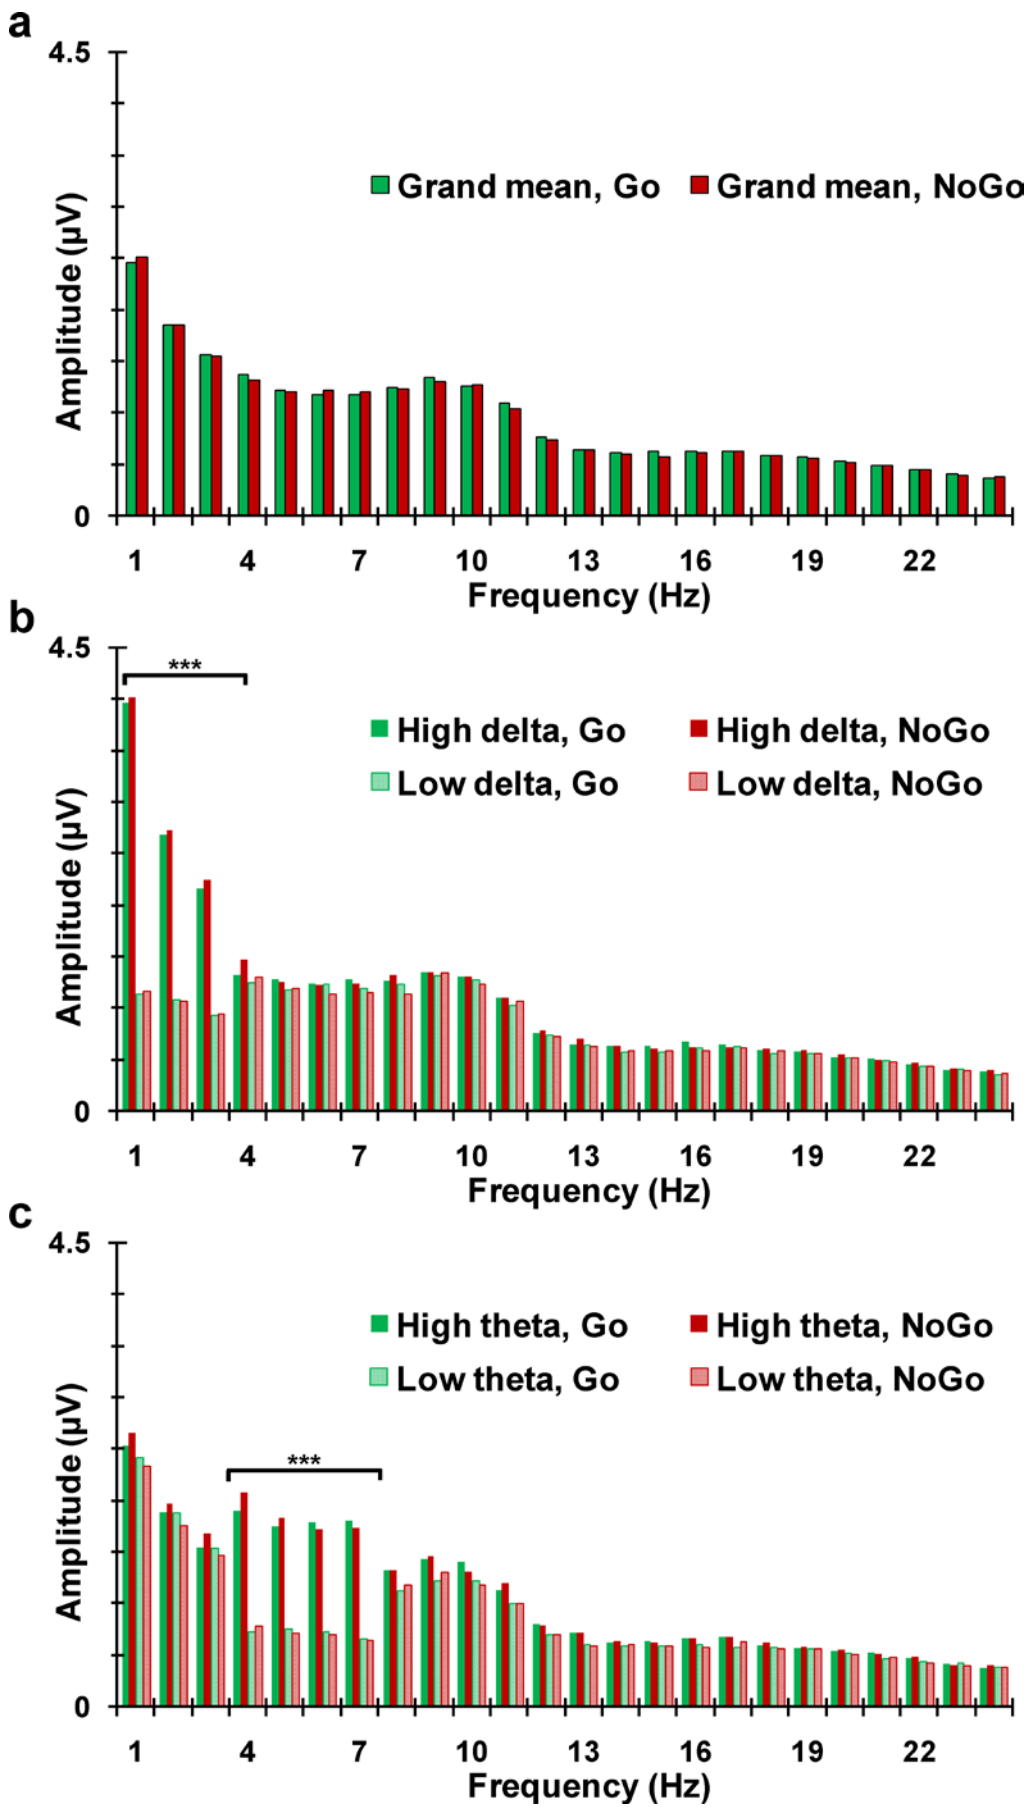 a
4.5
Grand mean, Go Grand mean, NoGo
Amplitude (µV)
0
1 4 7 10 13 16 19 22
Frequency (Hz)
b
4.5
***
High delta, Go High delta, NoGo
Low delta, Go Low delta, NoGo
Amplitude (µV)
0
1 4 7 10 13 16 19 22
Frequency (Hz)
c
4.5
High theta, Go High theta, NoGo
Low theta, Go Low theta, NoGo
***
Amplitude (µV)
0
1 4 7 10 13 16 19 22
Frequency (Hz)